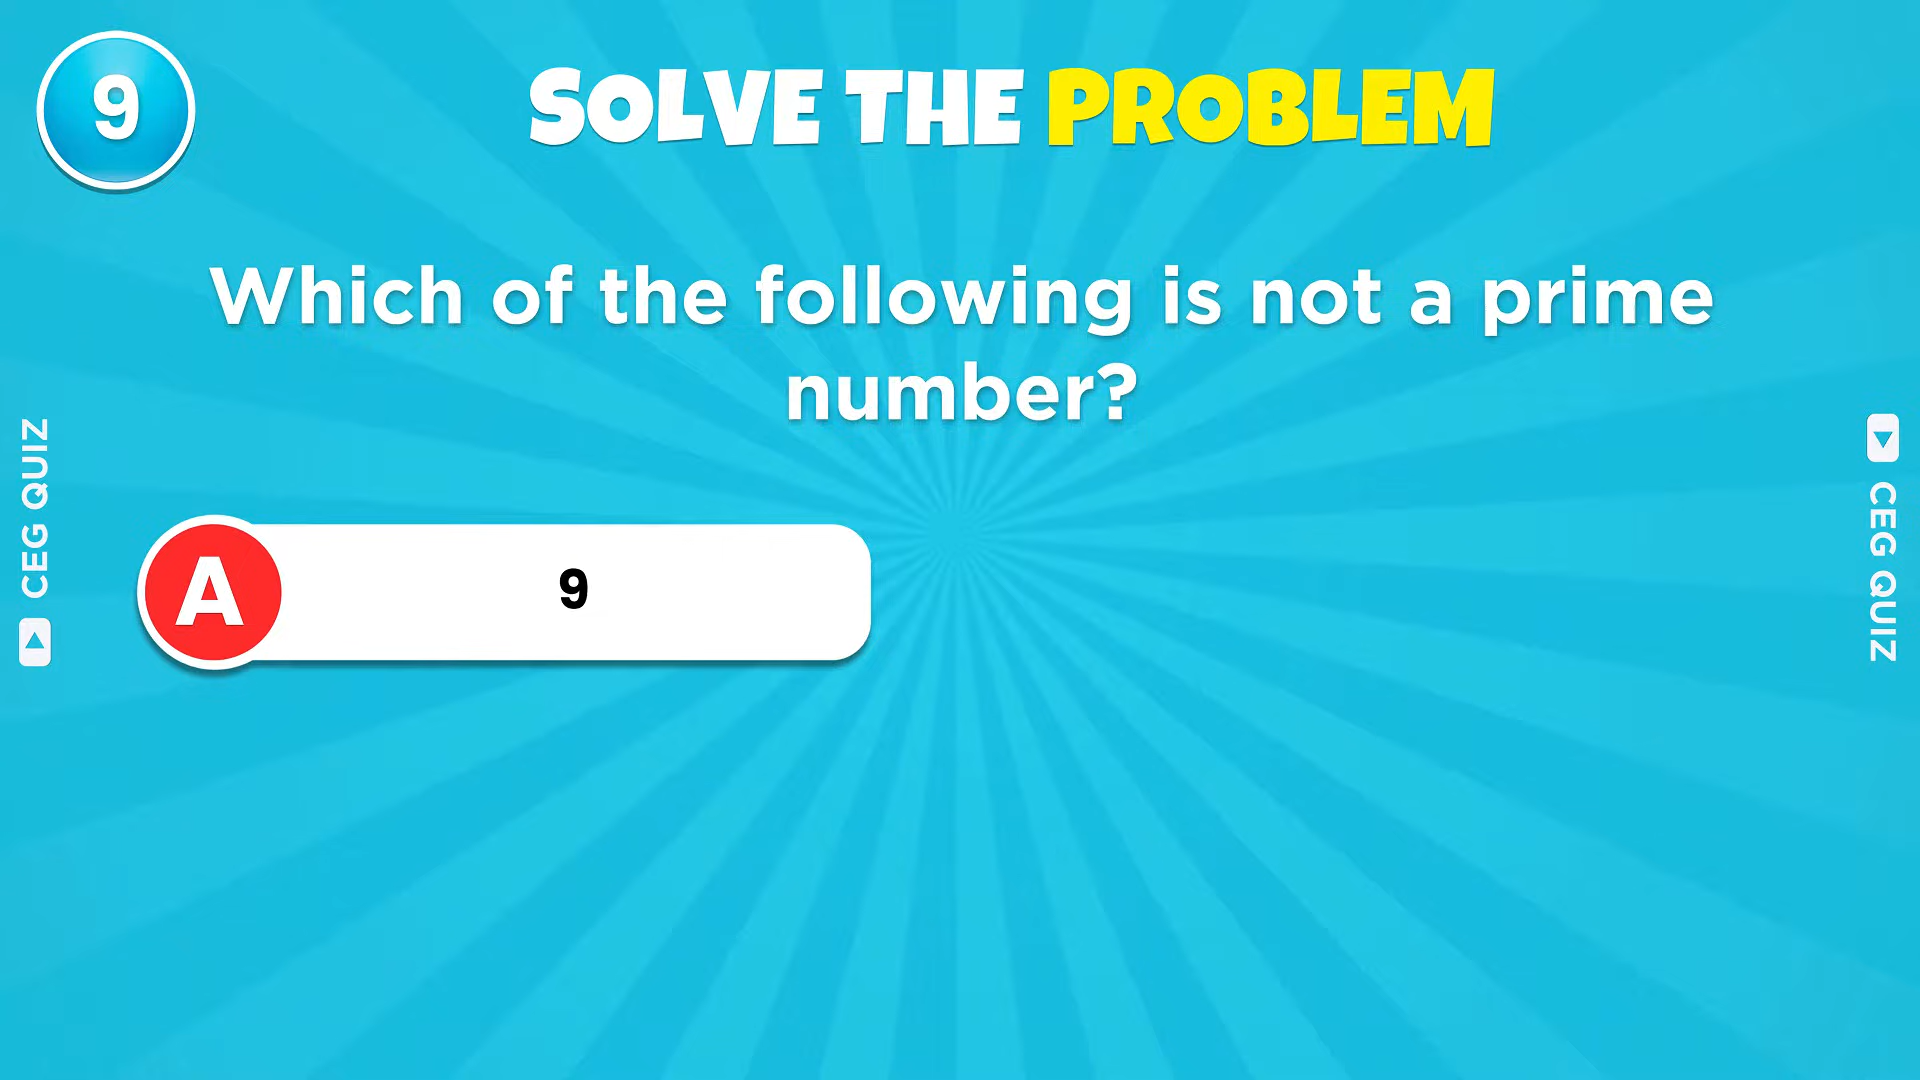 9
SOLVE THE PROBLEM
Which of the following is not a prime
number?
CEG QUIZ
CEG QUIZ
A
9